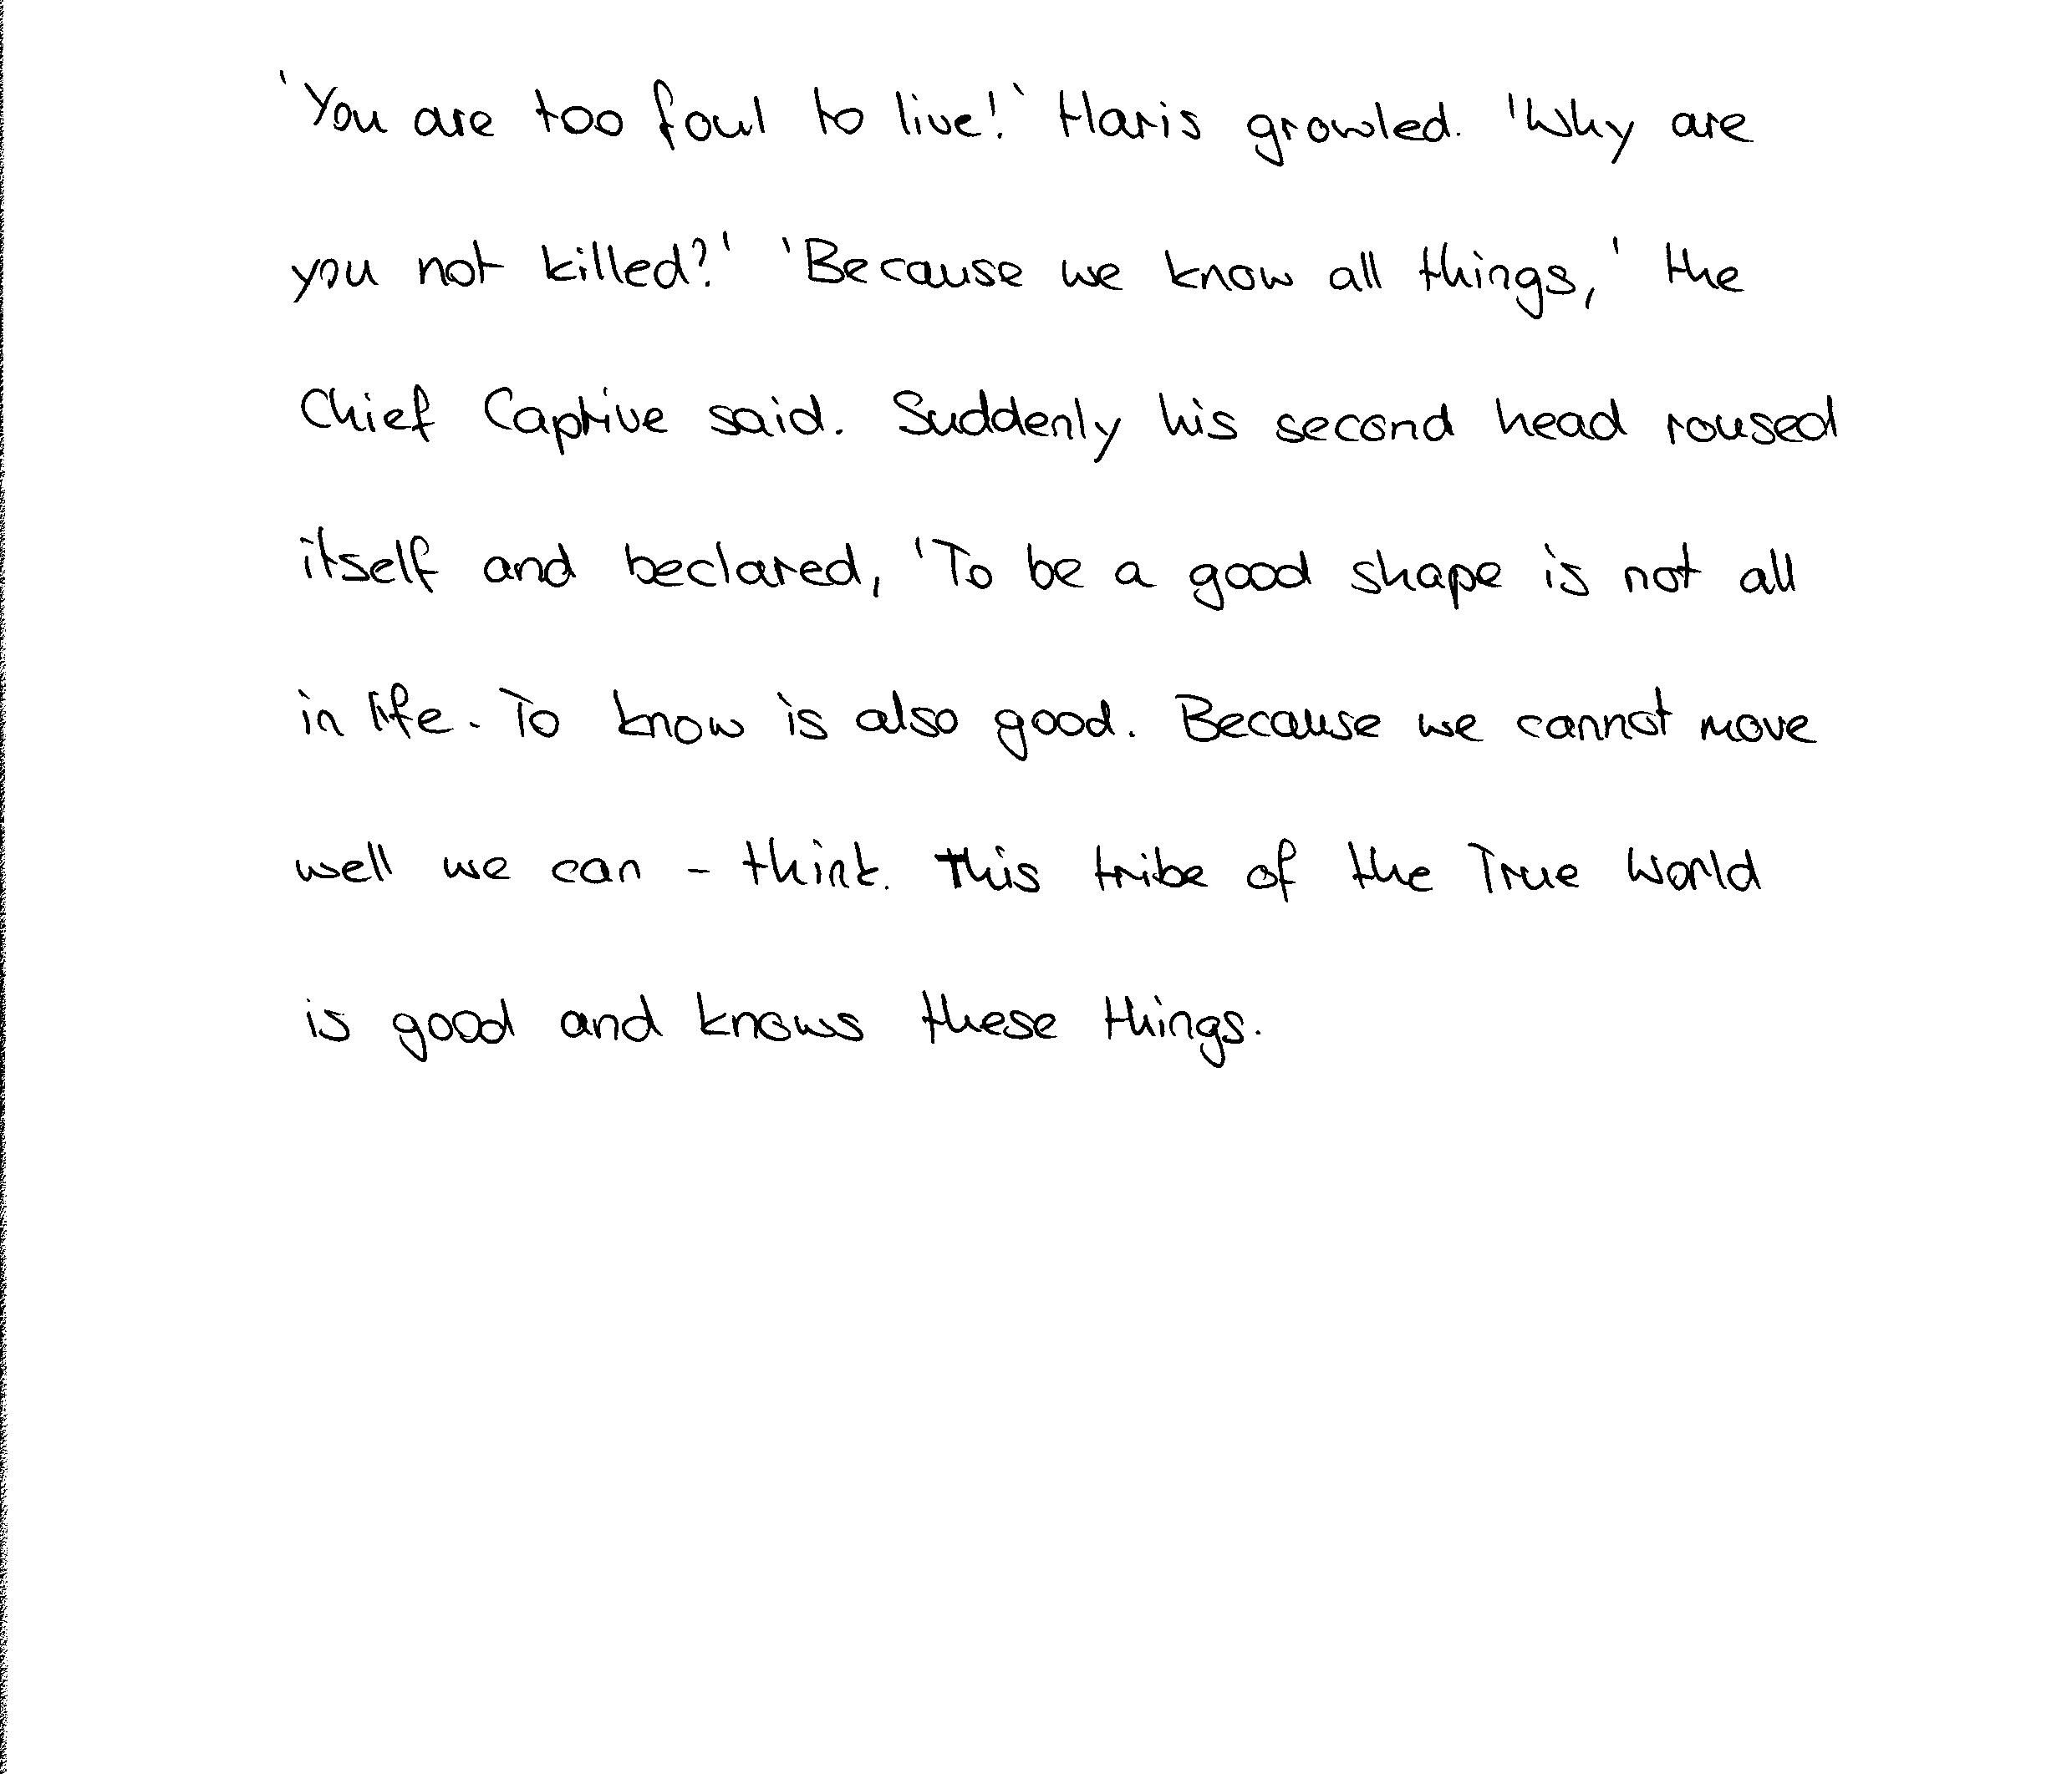 'You are too foul to live!' Haris growled. 'Why are
you not killed?' 'Because we know all things,' the
Chief Captive said. Suddenly his second head roused
itself and beclared, 'To be a good shape is not all
in life. To know is also good. Because we cannot move
well we can - think. This tribe of the True World
is good and knows these things.